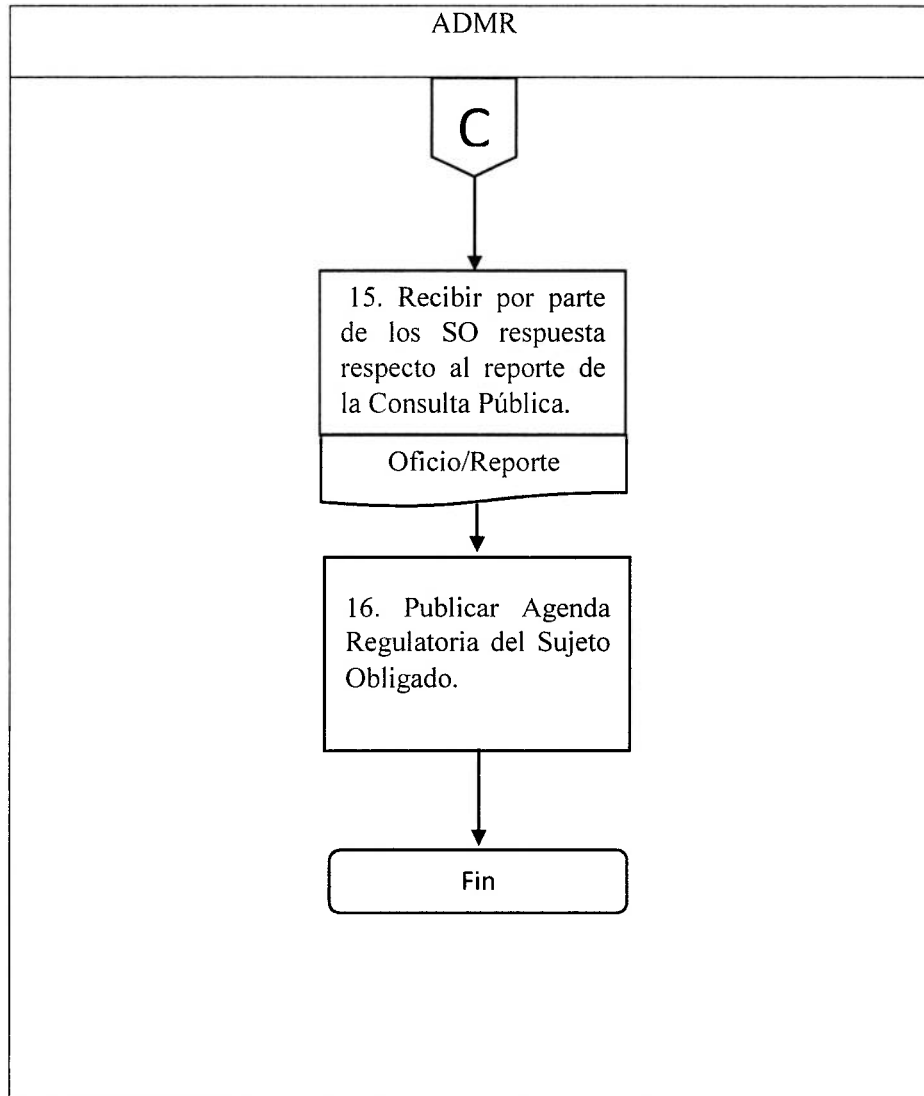 ADMR
C
15. Recibir por parte
de los SO respuesta
respecto al reporte de
la Consulta Pública.
Oficio/Reporte
16. Publicar Agenda
Regulatoria del Sujeto
Obligado.
Fin